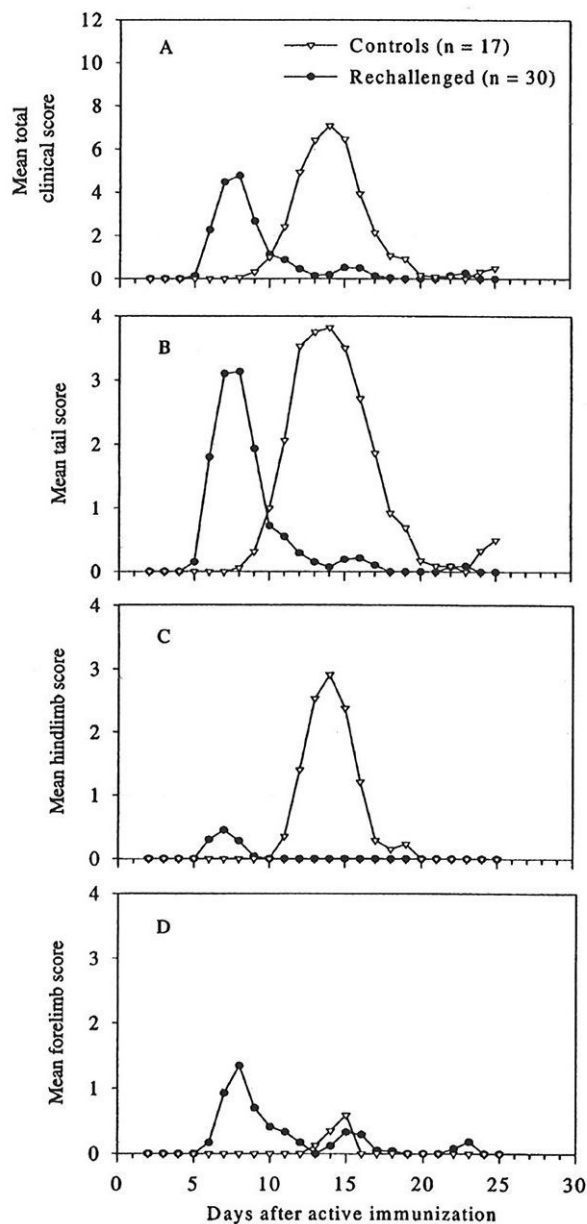 12
A
Controls (n = 17)
10
Rechallenged (n = 30)
8
6
4
2
0
Mean total
clinical score
4
B
3
2
1
0
Mean tail score
4
C
3
2
1
0
Mean hindlimb score
4
D
3
2
1
0
Mean forelimb score
0 5 10 15 20 25 30
Days after active immunization